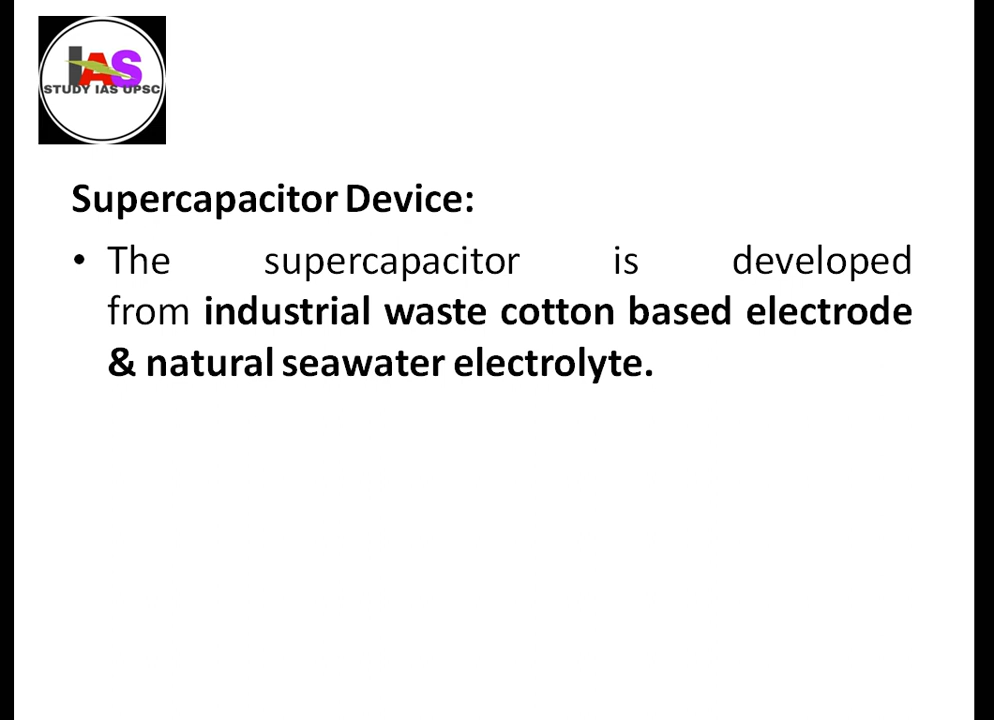 IAS
STUDY IAS UPSC
Supercapacitor Device:
• The supercapacitor is developed
from industrial waste cotton based electrode
& natural seawater electrolyte.